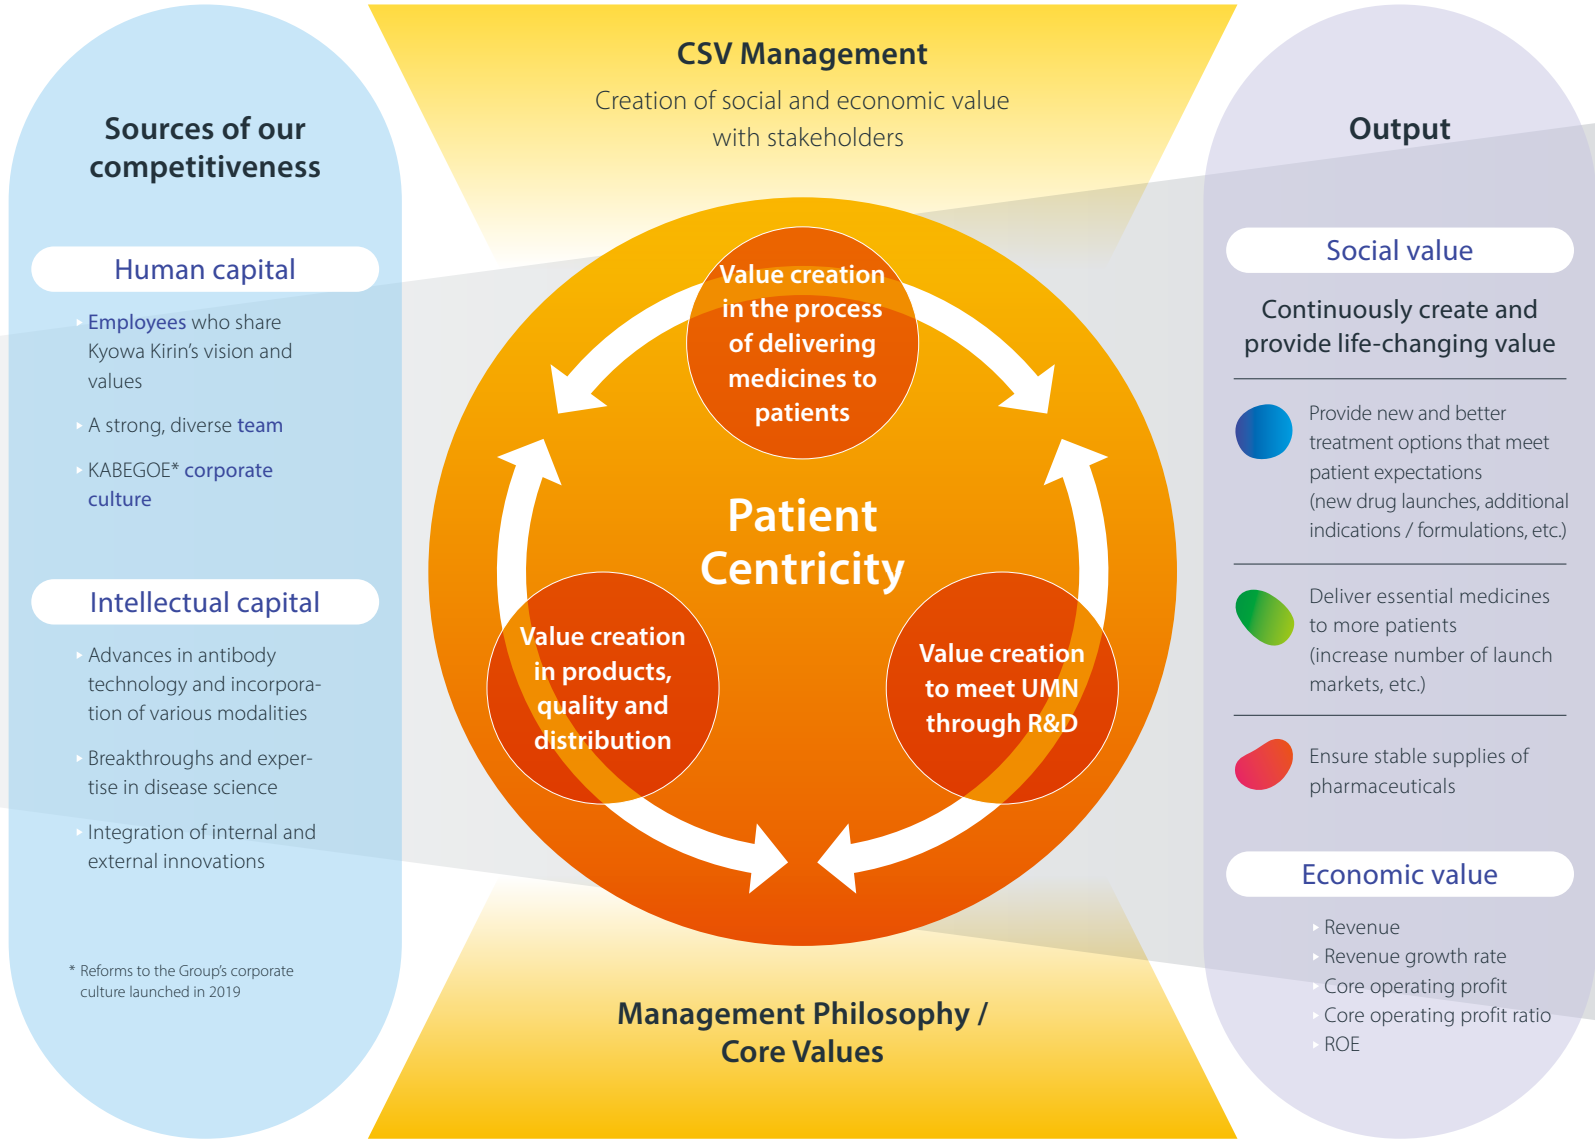 Sources of our
competitiveness
Human capital
Employees who share
Kyowa Kirin's vision and
values
A strong, diverse team
KABEGOE* corporate
culture
Intellectual capital
Advances in antibody
technology and incorpora-
tion of various modalities
Breakthroughs and exper-
tise in disease science
Integration of internal and
external innovations
* Reforms to the Group's corporate
culture launched in 2019
CSV Management
Creation of social and economic value
with stakeholders
Value creation
in the process
of delivering
medicines to
patients
Patient
Centricity
Value creation
in products,
quality and
distribution
Value creation
to meet UMN
through R&D
Management Philosophy /
Core Values
Output
Social value
Continuously create and
provide life-changing value
Provide new and better
treatment options that meet
patient expectations
(new drug launches, additional
indications / formulations, etc.)
Deliver essential medicines
to more patients
(increase number of launch
markets, etc.)
Ensure stable supplies of
pharmaceuticals
Economic value
Revenue
Revenue growth rate
Core operating profit
Core operating profit ratio
ROE